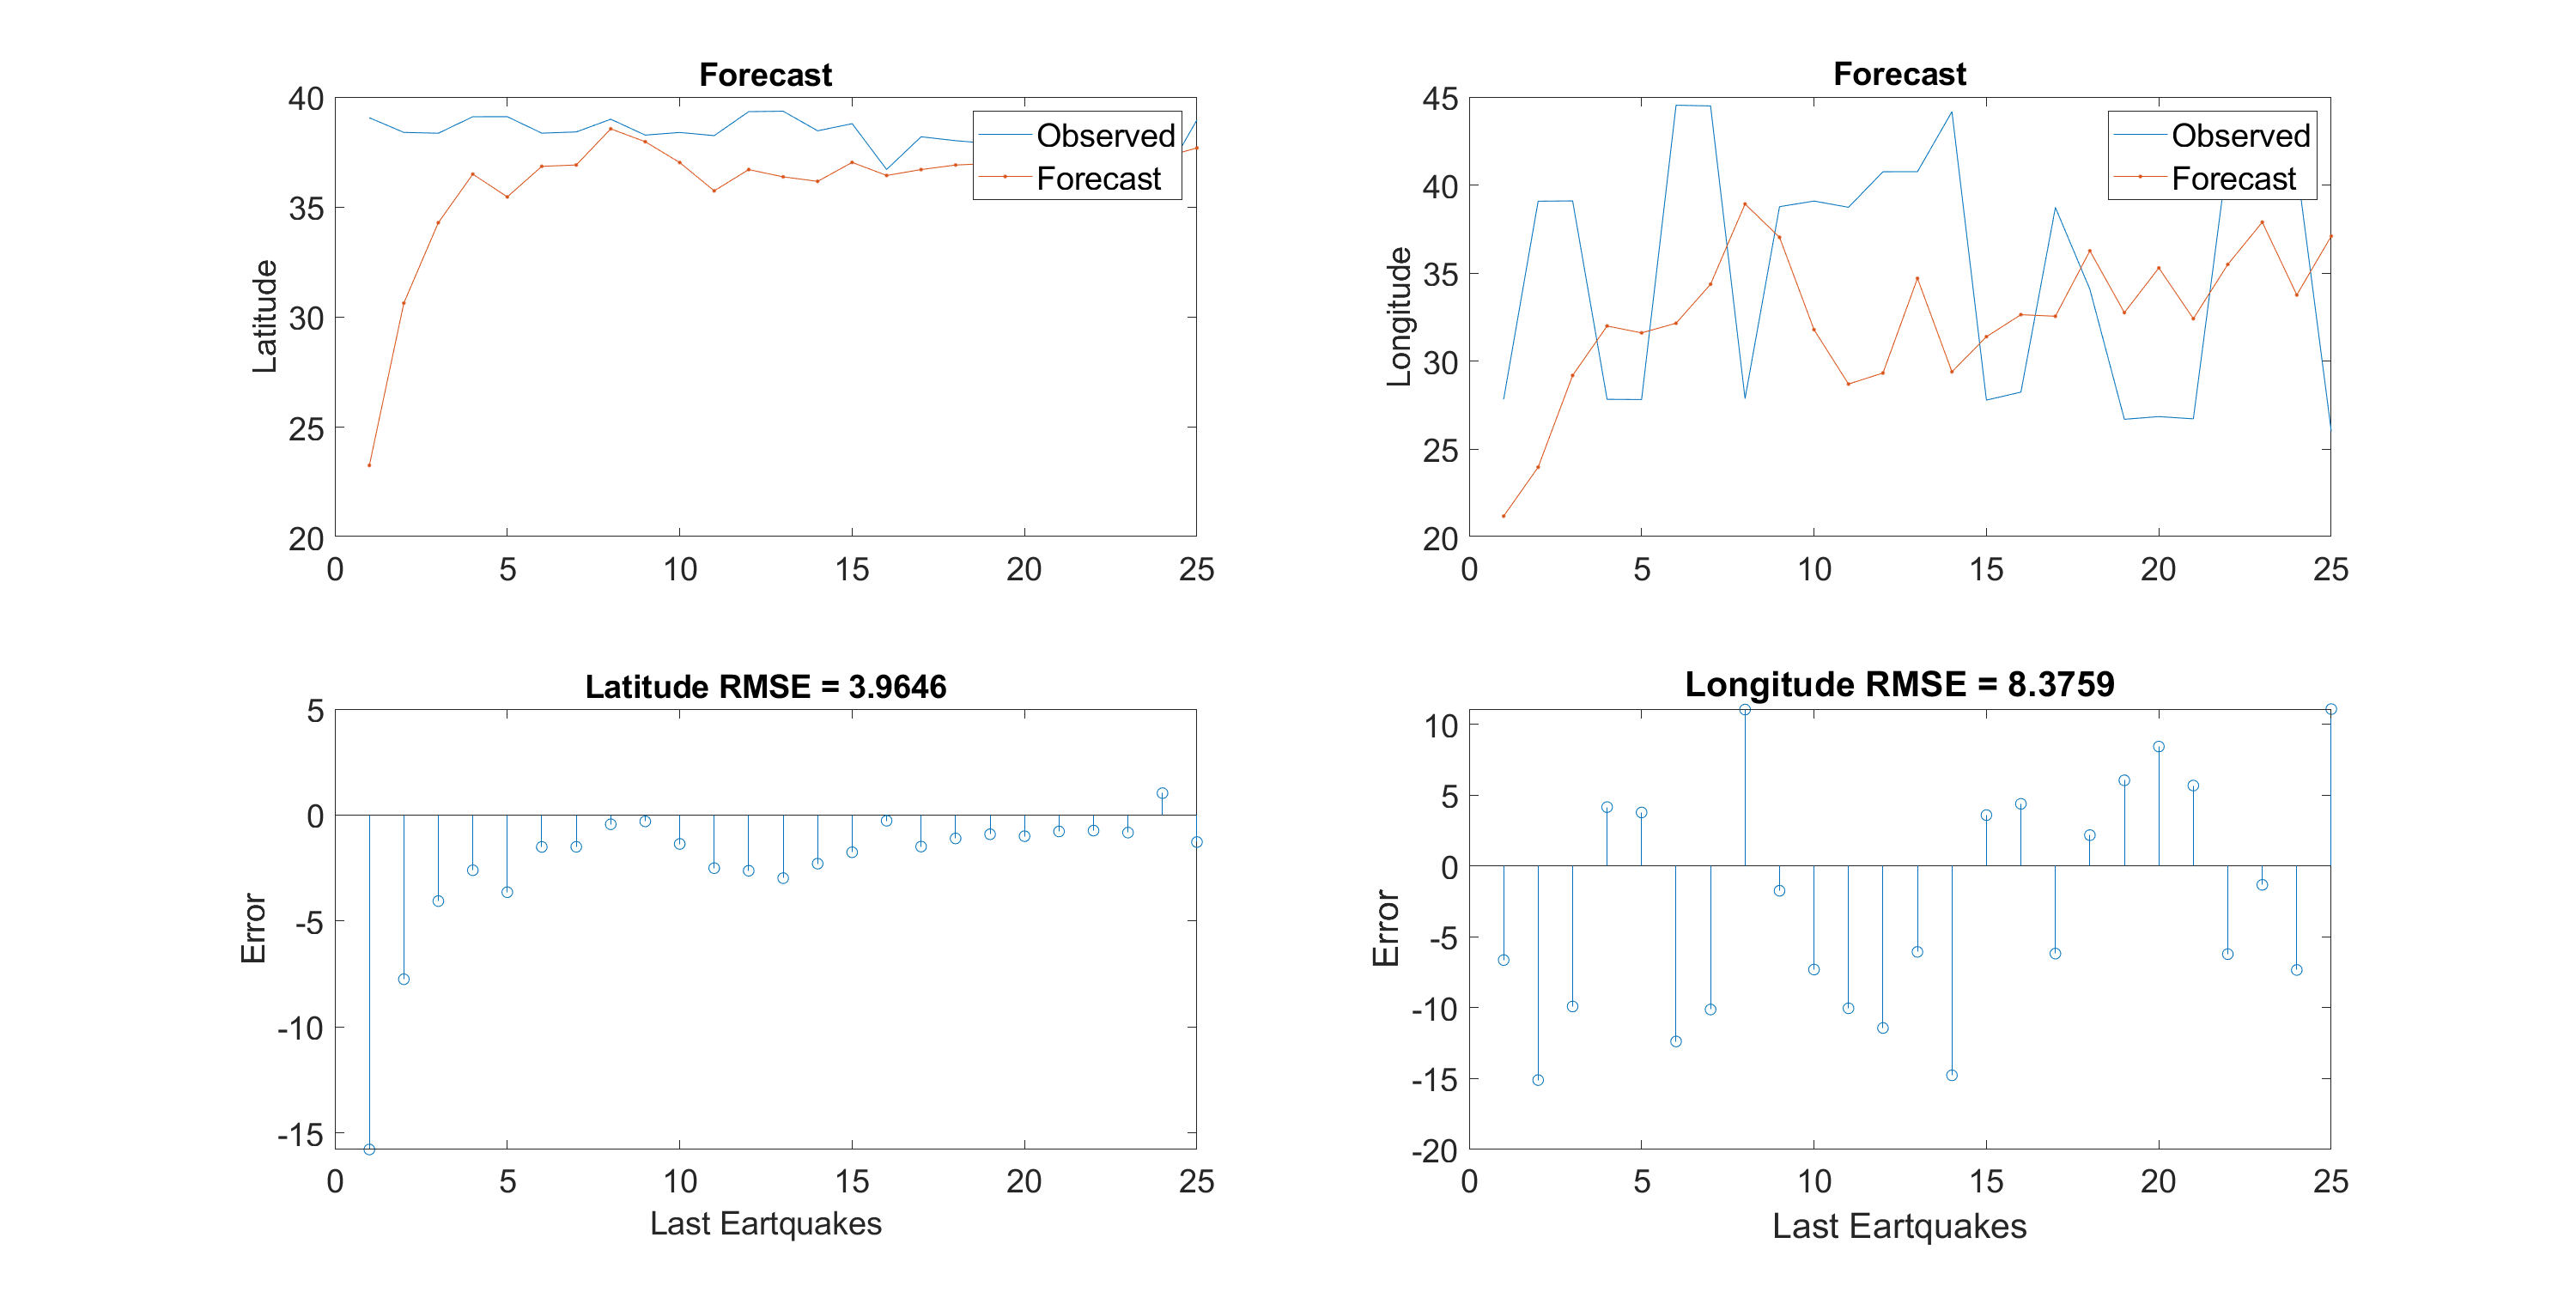 Forecast
Latitude
40
35
30
25
20
0 5 10 15 20 25
Observed
Forecast
Forecast
Longitude
45
40
35
30
25
20
0 5 10 15 20 25
Observed
Forecast
Latitude RMSE = 3.9646
Error
5
0
-5
-10
-15
0 5 10 15 20 25
Last Eartquakes
Longitude RMSE = 8.3759
Error
10
5
0
-5
-10
-15
-20
0 5 10 15 20 25
Last Eartquakes